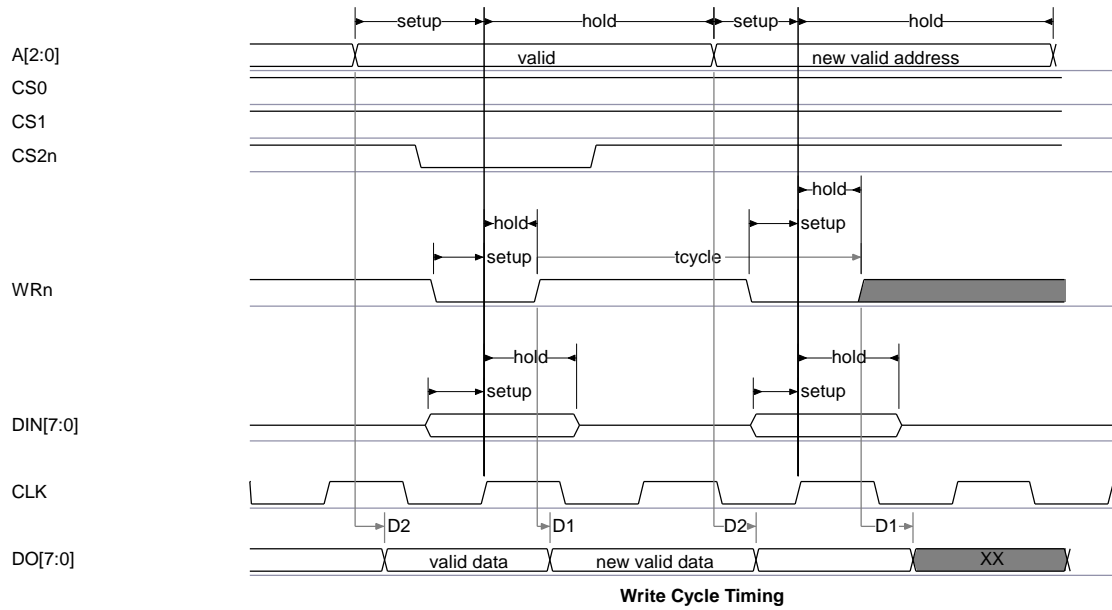 setup hold setup hold
A[2:0] valid new valid address
CS0
CS1
CS2n
hold
hold setup
setup tcycle
WRn
hold hold
setup setup
DIN[7:0]
CLK
D2 D1 D2 D1
DO[7:0] valid data new valid data XX
Write Cycle Timing